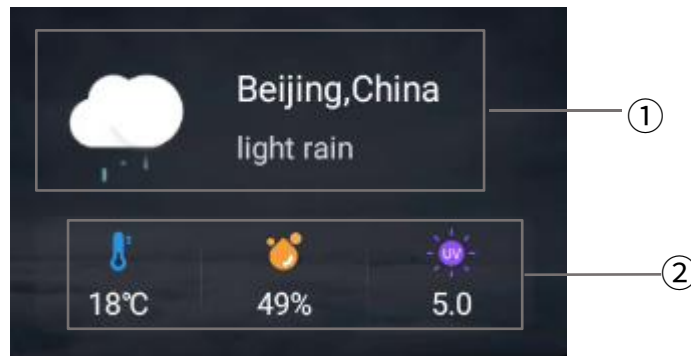 Beijing,China
light rain
①
UV
18℃ 49% 5.0
②